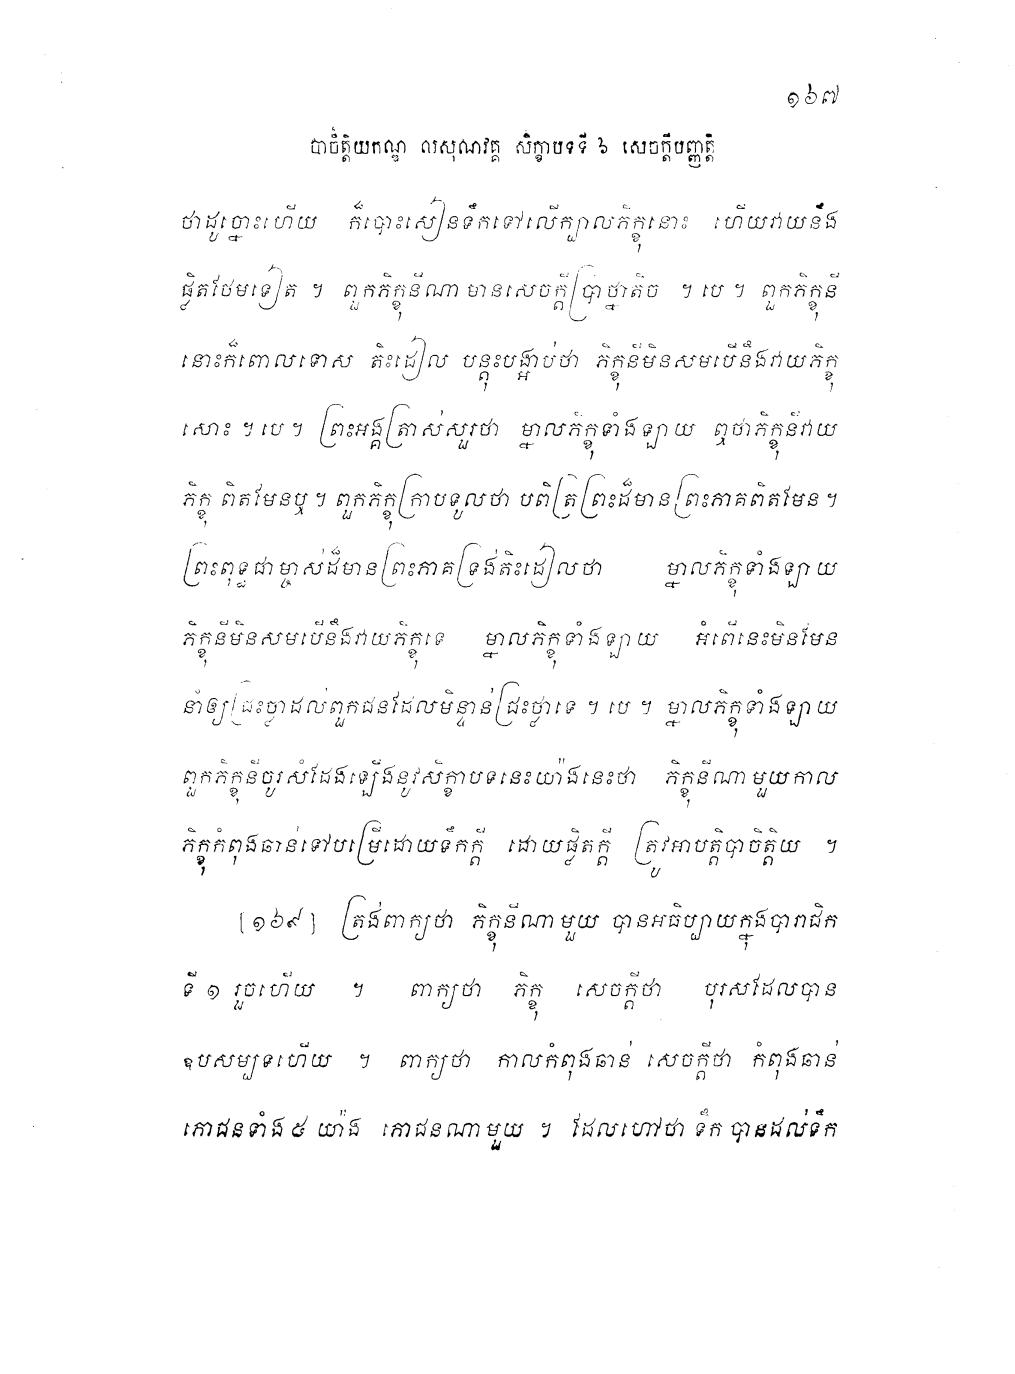 ១៦៧
បាចិត្តិយកណ្ឌ លសុណវគ្គ សិក្ខាបទទី ៦ សេចក្តីបញ្ញត្តិ
ថាដូច្នោះហើយ ក៏បោះសៀនទឹកទៅលើក្បាលភិក្ខុនោះ ហើយវាយនឹង
ផ្លិតថែមទៀត ។ ពួកភិក្ខុនីណាមានសេចក្តីប្រាថ្នាតិច ។ បេ ។ ពួកភិក្ខុនី
នោះក៏ពោលទោស តិះដៀល បន្តុះបង្អាប់ថា ភិក្ខុនីមិនសមបើនឹងវាយភិក្ខុ
សោះ ។ បេ ។ ព្រះអង្គត្រាស់សួរថា ម្នាលភិក្ខុទាំងឡាយ ឮថាភិក្ខុនីវាយ
ភិក្ខុ ពិតមែនឬ ។ ពួកភិក្ខុក្រាបទូលថា បពិត្រព្រះដ៏មានព្រះភាគពិតមែន ។
ព្រះពុទ្ធជាម្ចាស់ដ៏មានព្រះភាគទ្រង់តិះដៀលថា ម្នាលភិក្ខុទាំងឡាយ
ភិក្ខុនីមិនសមបើនឹងវាយភិក្ខុទេ ម្នាលភិក្ខុទាំងឡាយ អំពើនេះមិនមែន
នាំឲ្យជ្រះថ្លាដល់ពួកជនដែលមិនទាន់ជ្រះថ្លាទេ ។ បេ ។ ម្នាលភិក្ខុទាំងឡាយ
ពួកភិក្ខុនីចូរសំដែងឡើងនូវសិក្ខាបទនេះយ៉ាងនេះថា ភិក្ខុនីណាមួយកាល
ភិក្ខុកំពុងឆាន់ទៅបម្រើដោយទឹកក្តី ដោយផ្លិតក្តី ត្រូវអាបត្តិបាចិត្តិយ ។
[១៦៩] ត្រង់ពាក្យថា ភិក្ខុនីណាមួយ បានអធិប្បាយក្នុងបារាជិក
ទី ១ រួចហើយ ។ ពាក្យថា ភិក្ខុ សេចក្តីថា បុរសដែលបាន
ឧបសម្បទហើយ ។ ពាក្យថា កាលកំពុងឆាន់ សេចក្តីថា កំពុងឆាន់
ភោជនទាំង ៥ យ៉ាង ភោជនណាមួយ ។ ដែលហៅថា ទឹក បានដល់ទឹក